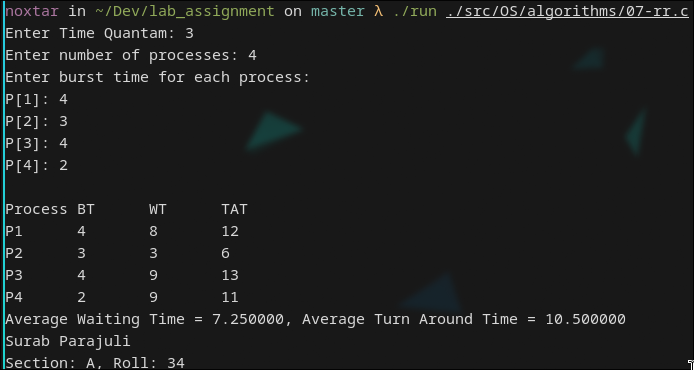 noxtar in ~/Dev/lab_assignment on master λ ./run ./src/OS/algorithms/07-rr.c
Enter Time Quantam: 3
Enter number of processes: 4
Enter burst time for each process:
P[1]: 4
P[2]: 3
P[3]: 4
P[4]: 2
Process BT WT TAT
P1 4 8 12
P2 3 3 6
P3 4 9 13
P4 2 9 11
Average Waiting Time = 7.250000, Average Turn Around Time = 10.500000
Surab Parajuli
Section: A, Roll: 34